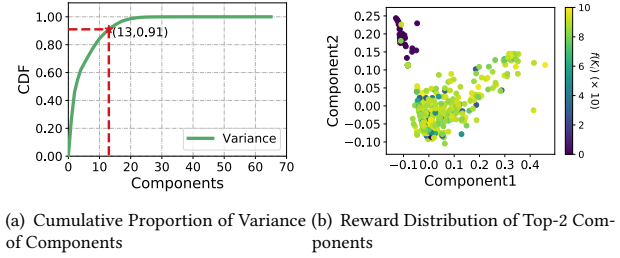 1.00
0.80
0.60
0.40
0.20
0.00
CDF
(13,0.91)
Variance
0 10 20 30 40 50 60 70
Components
0.25
0.20
0.15
0.10
0.05
0.00
−0.05
−0.10
Component2
−0.1 0.0 0.1 0.2 0.3 0.4
Component1
10
8
6
4
2
0
f(Ki) × 10)
(a) Cumulative Proportion of Variance
of Components
(b) Reward Distribution of Top-2 Com-
ponents